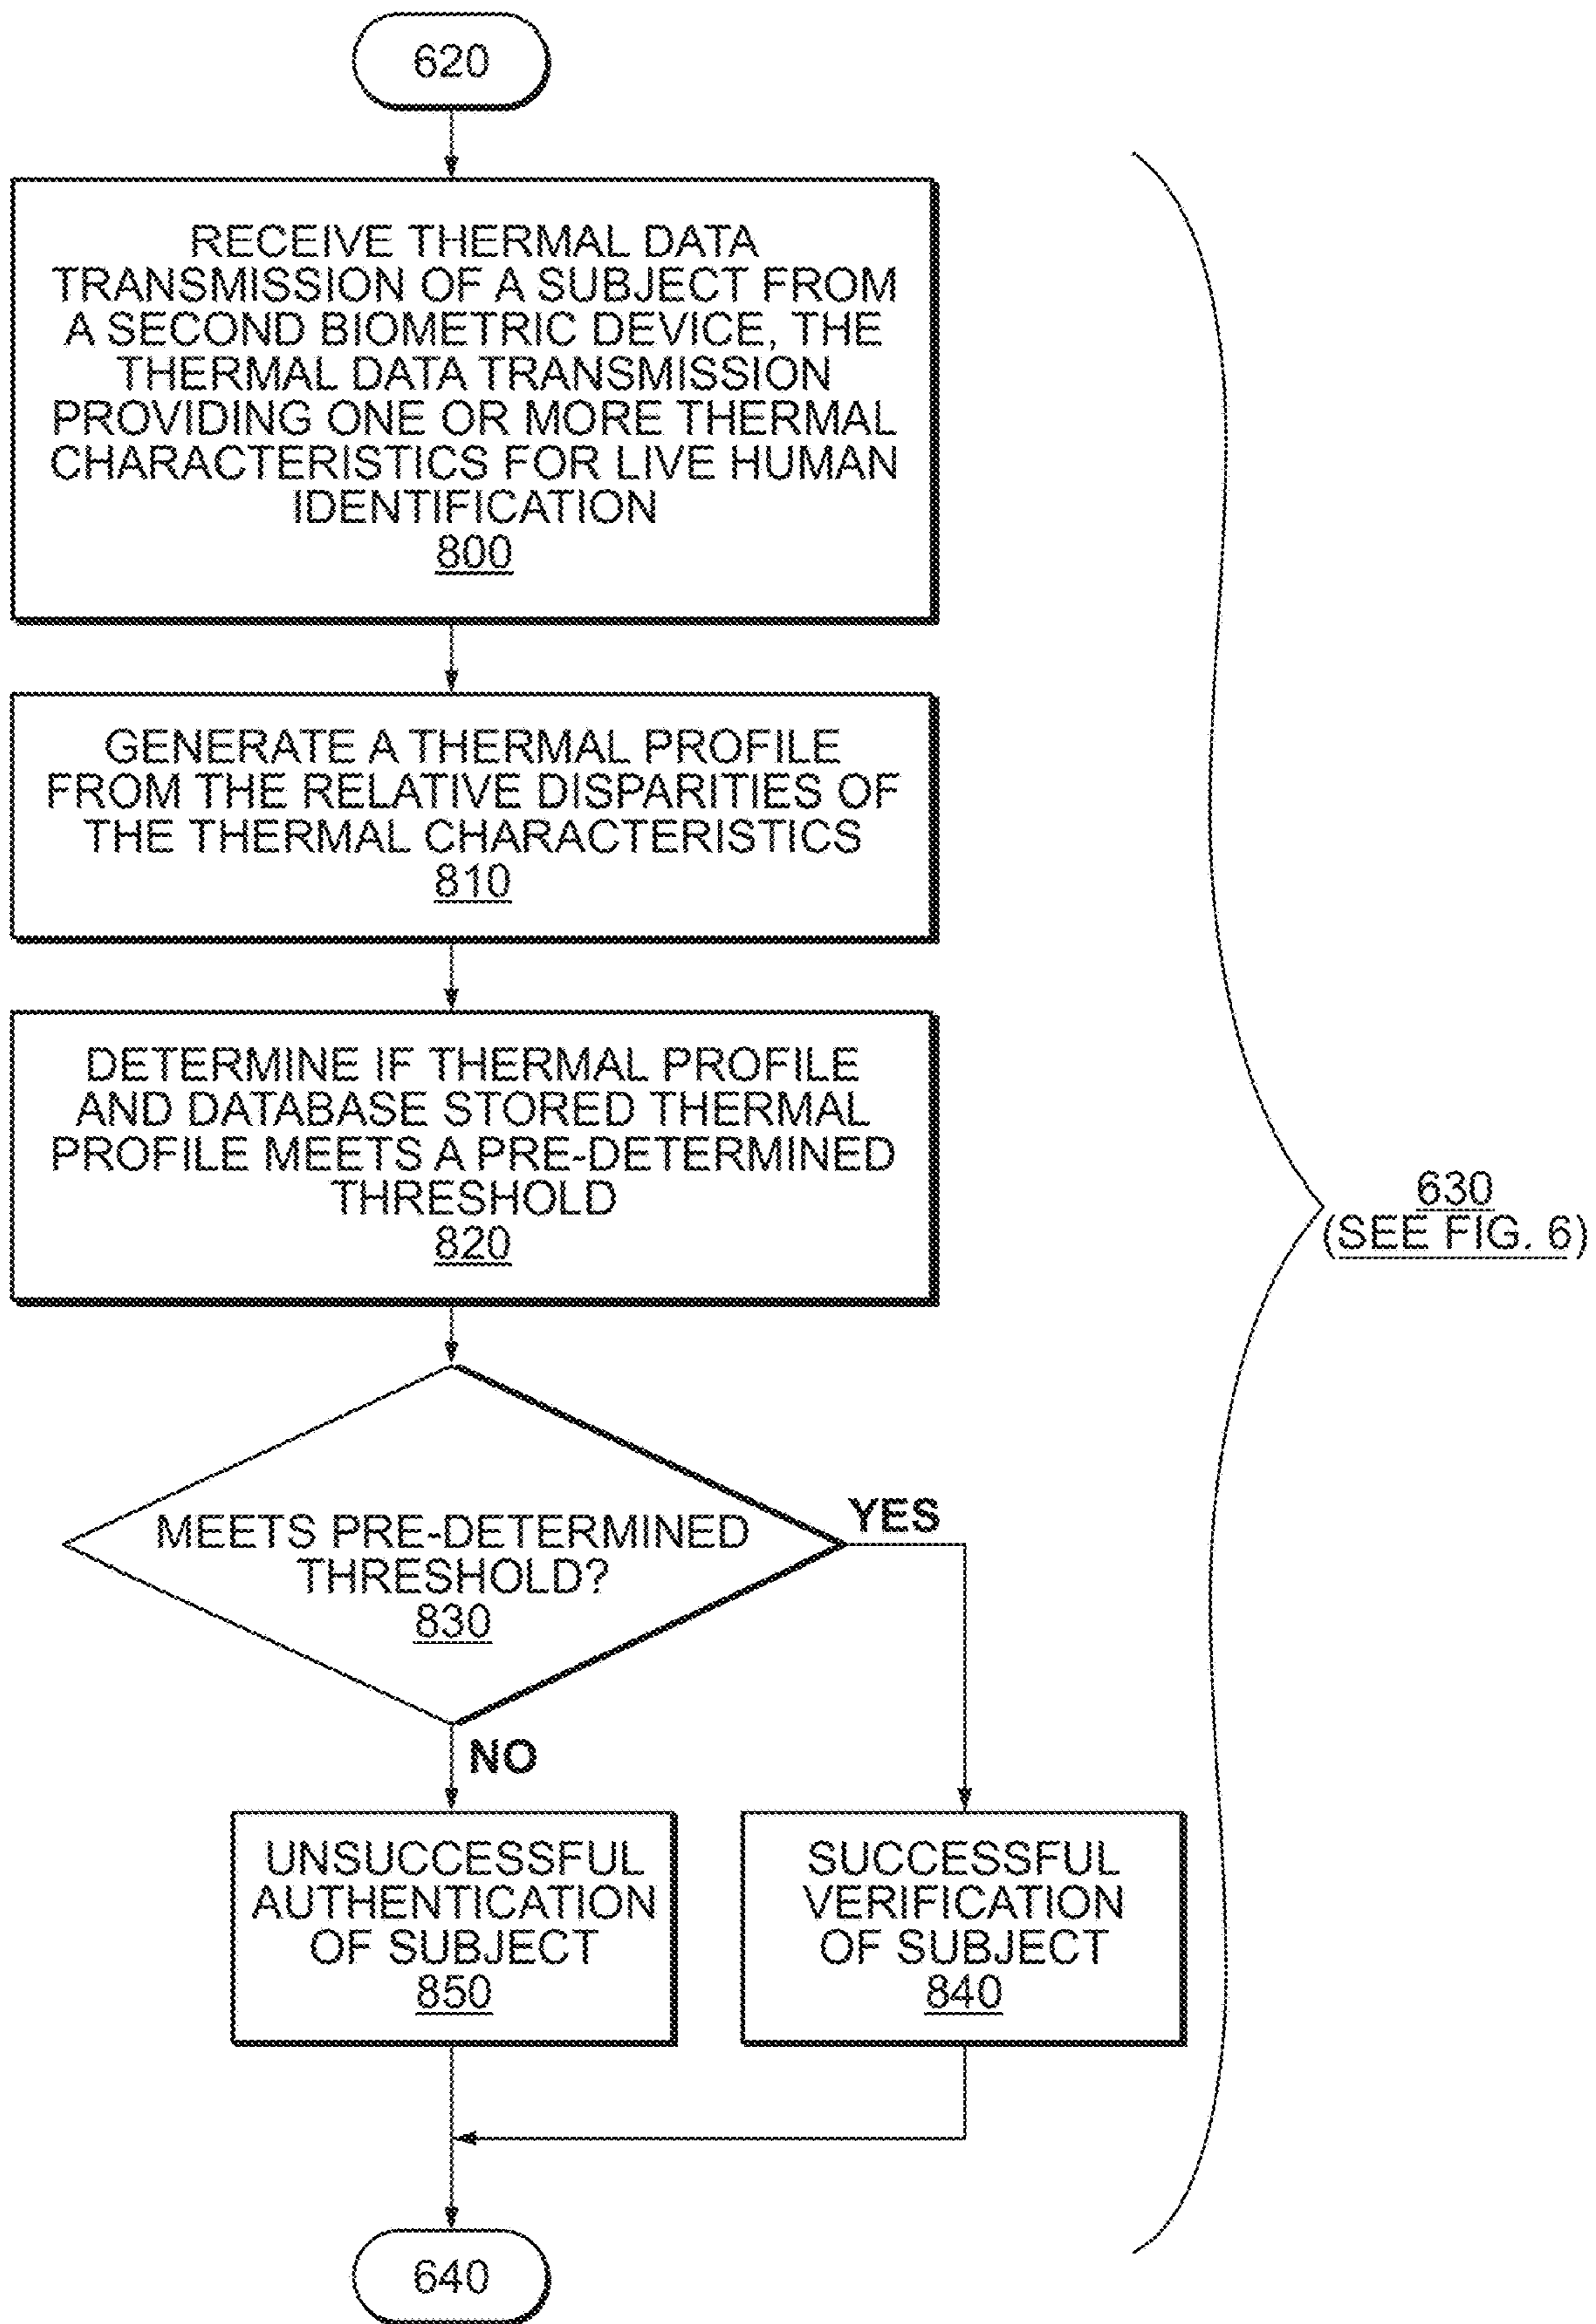 620
RECEIVE THERMAL DATA
TRANSMISSION OF A SUBJECT FROM
A SECOND BIOMETRIC DEVICE, THE
THERMAL DATA TRANSMISSION
PROVIDING ONE OR MORE THERMAL
CHARACTERISTICS FOR LIVE HUMAN
IDENTIFICATION
800
GENERATE A THERMAL PROFILE
FROM THE RELATIVE DISPARITIES OF
THE THERMAL CHARACTERISTICS
810
DETERMINE IF THERMAL PROFILE
AND DATABASE STORED THERMAL
PROFILE MEETS A PRE-DETERMINED
THRESHOLD
820
630
(SEE FIG. 6)
MEETS PRE-DETERMINED
THRESHOLD?
830
YES
NO
UNSUCCESSFUL
AUTHENTICATION
OF SUBJECT
850
SUCCESSFUL
VERIFICATION
OF SUBJECT
840
640